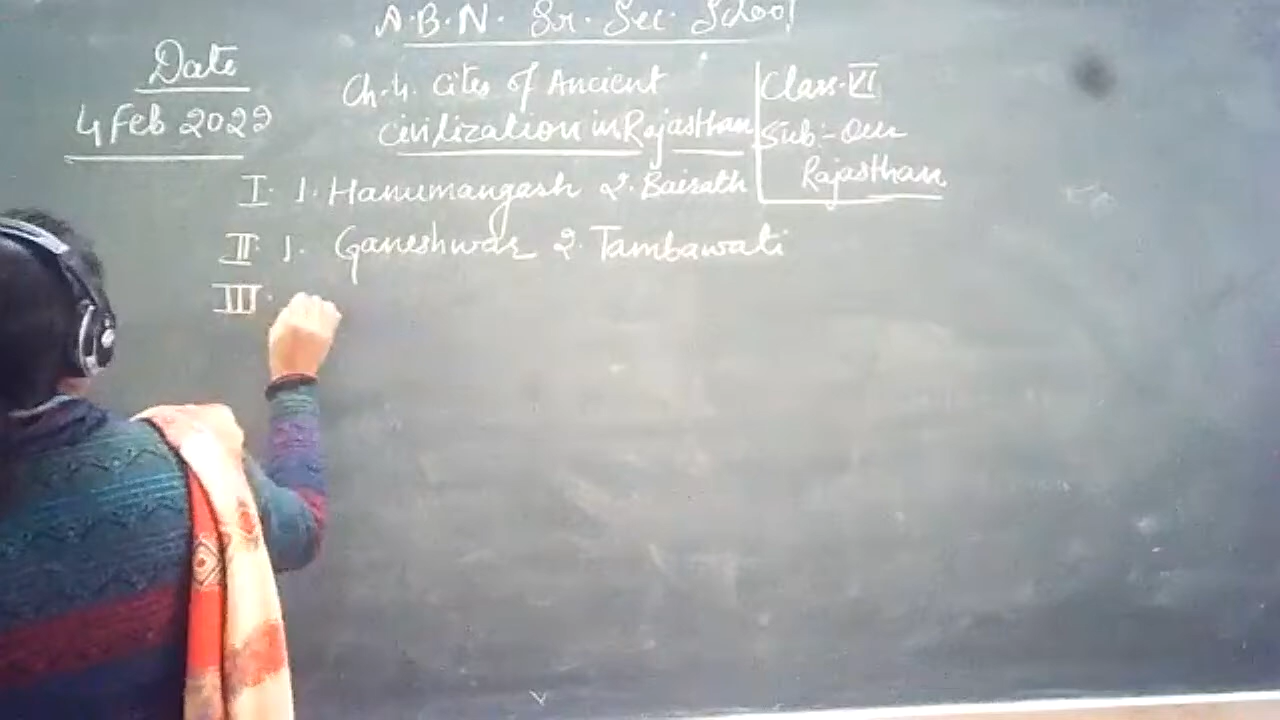 A.B.N. Sr. Sec. School
Date
4 Feb 2022
Ch.4. Cites of Ancient
Civilization in Rajasthan
Class-VI
Sub:- Our
Rajasthan
I. 1. Hanumangarh 2. Bairath
II. 1. Ganeshwar 2. Tambawati
III.